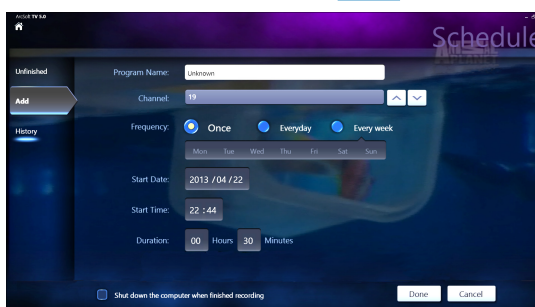 ArcSoft TV 5.0
Schedule
Unfinished
Program Name: Unknown
Add
Channel: 19
History
Frequency: Once Everyday Every week
Mon Tue Wed Thu Fri Sat Sun
Start Date: 2013 /04 /22
Start Time: 22 :44
Duration: 00 Hours 30 Minutes
Shut down the computer when finished recording
Done Cancel